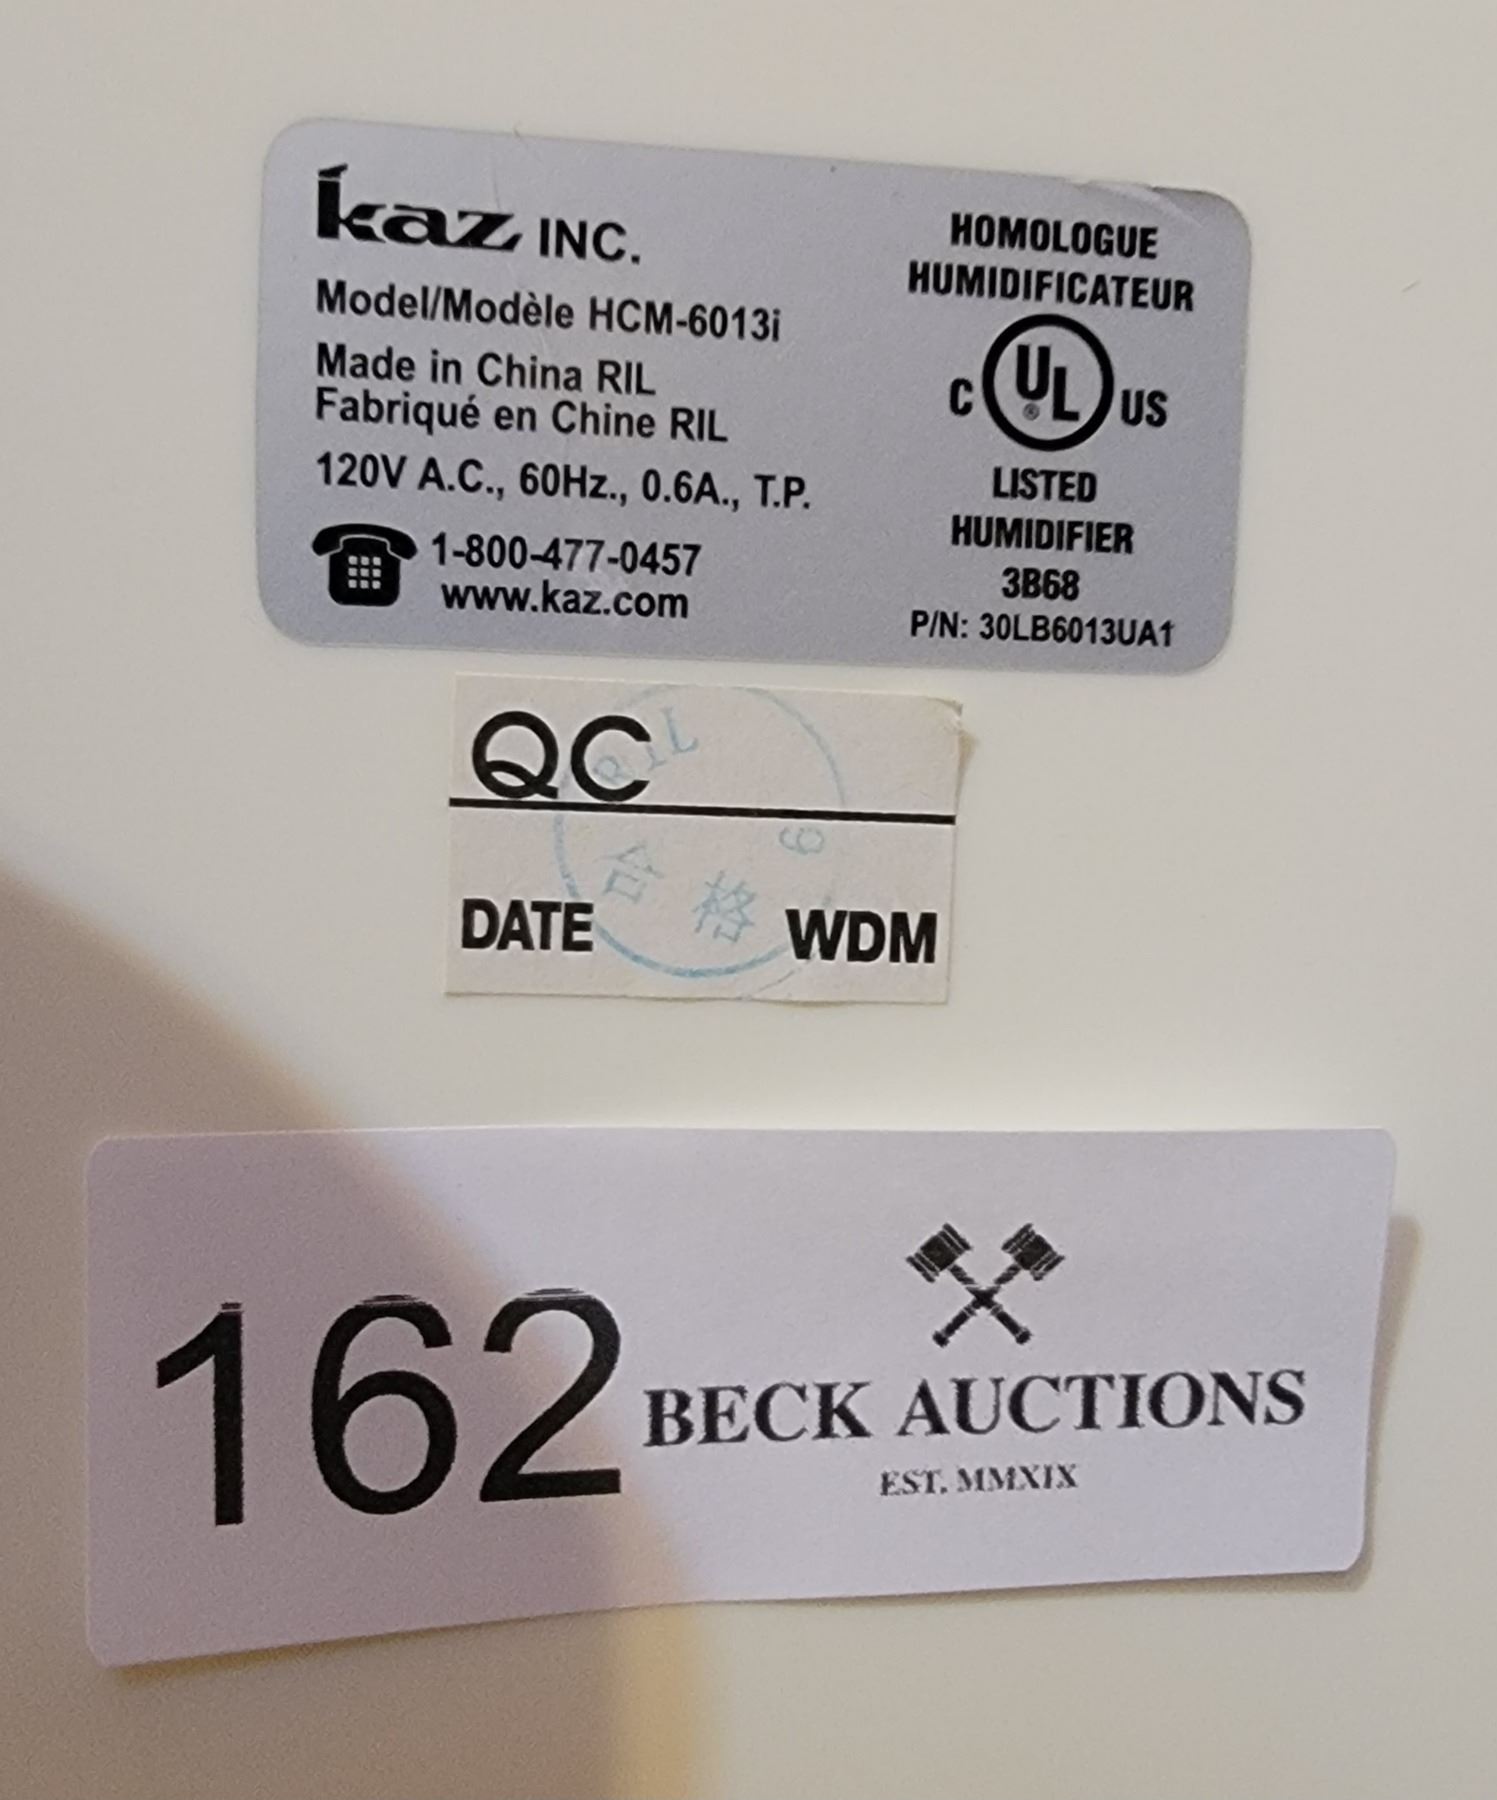 kaz INC.
Model/Modèle HCM-6013i
Made in China RIL
Fabriqué en Chine RIL
120V A.C., 60Hz., 0.6A., T.P.
1-800-477-0457
www.kaz.com
HOMOLOGUE
HUMIDIFICATEUR
C UL® US
LISTED
HUMIDIFIER
3B68
P/N: 30LB6013UA1
QC
RIL
合格
DATE WDM
162
BECK AUCTIONS
EST. MMXIX